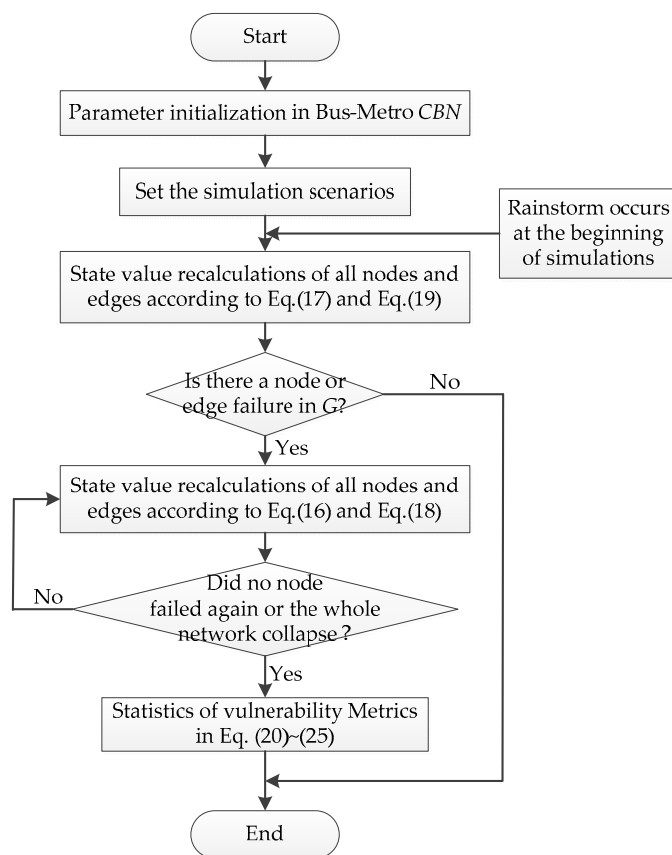 Start
Parameter initialization in Bus-Metro CBN
Set the simulation scenarios
Rainstorm occurs
at the beginning
of simulations
State value recalculations of all nodes and
edges according to Eq.(17) and Eq.(19)
Is there a node or
edge failure in G?
No
Yes
State value recalculations of all nodes and
edges according to Eq.(16) and Eq.(18)
Did no node
failed again or the whole
network collapse?
No
Yes
Statistics of vulnerability Metrics
in Eq. (20)~(25)
End